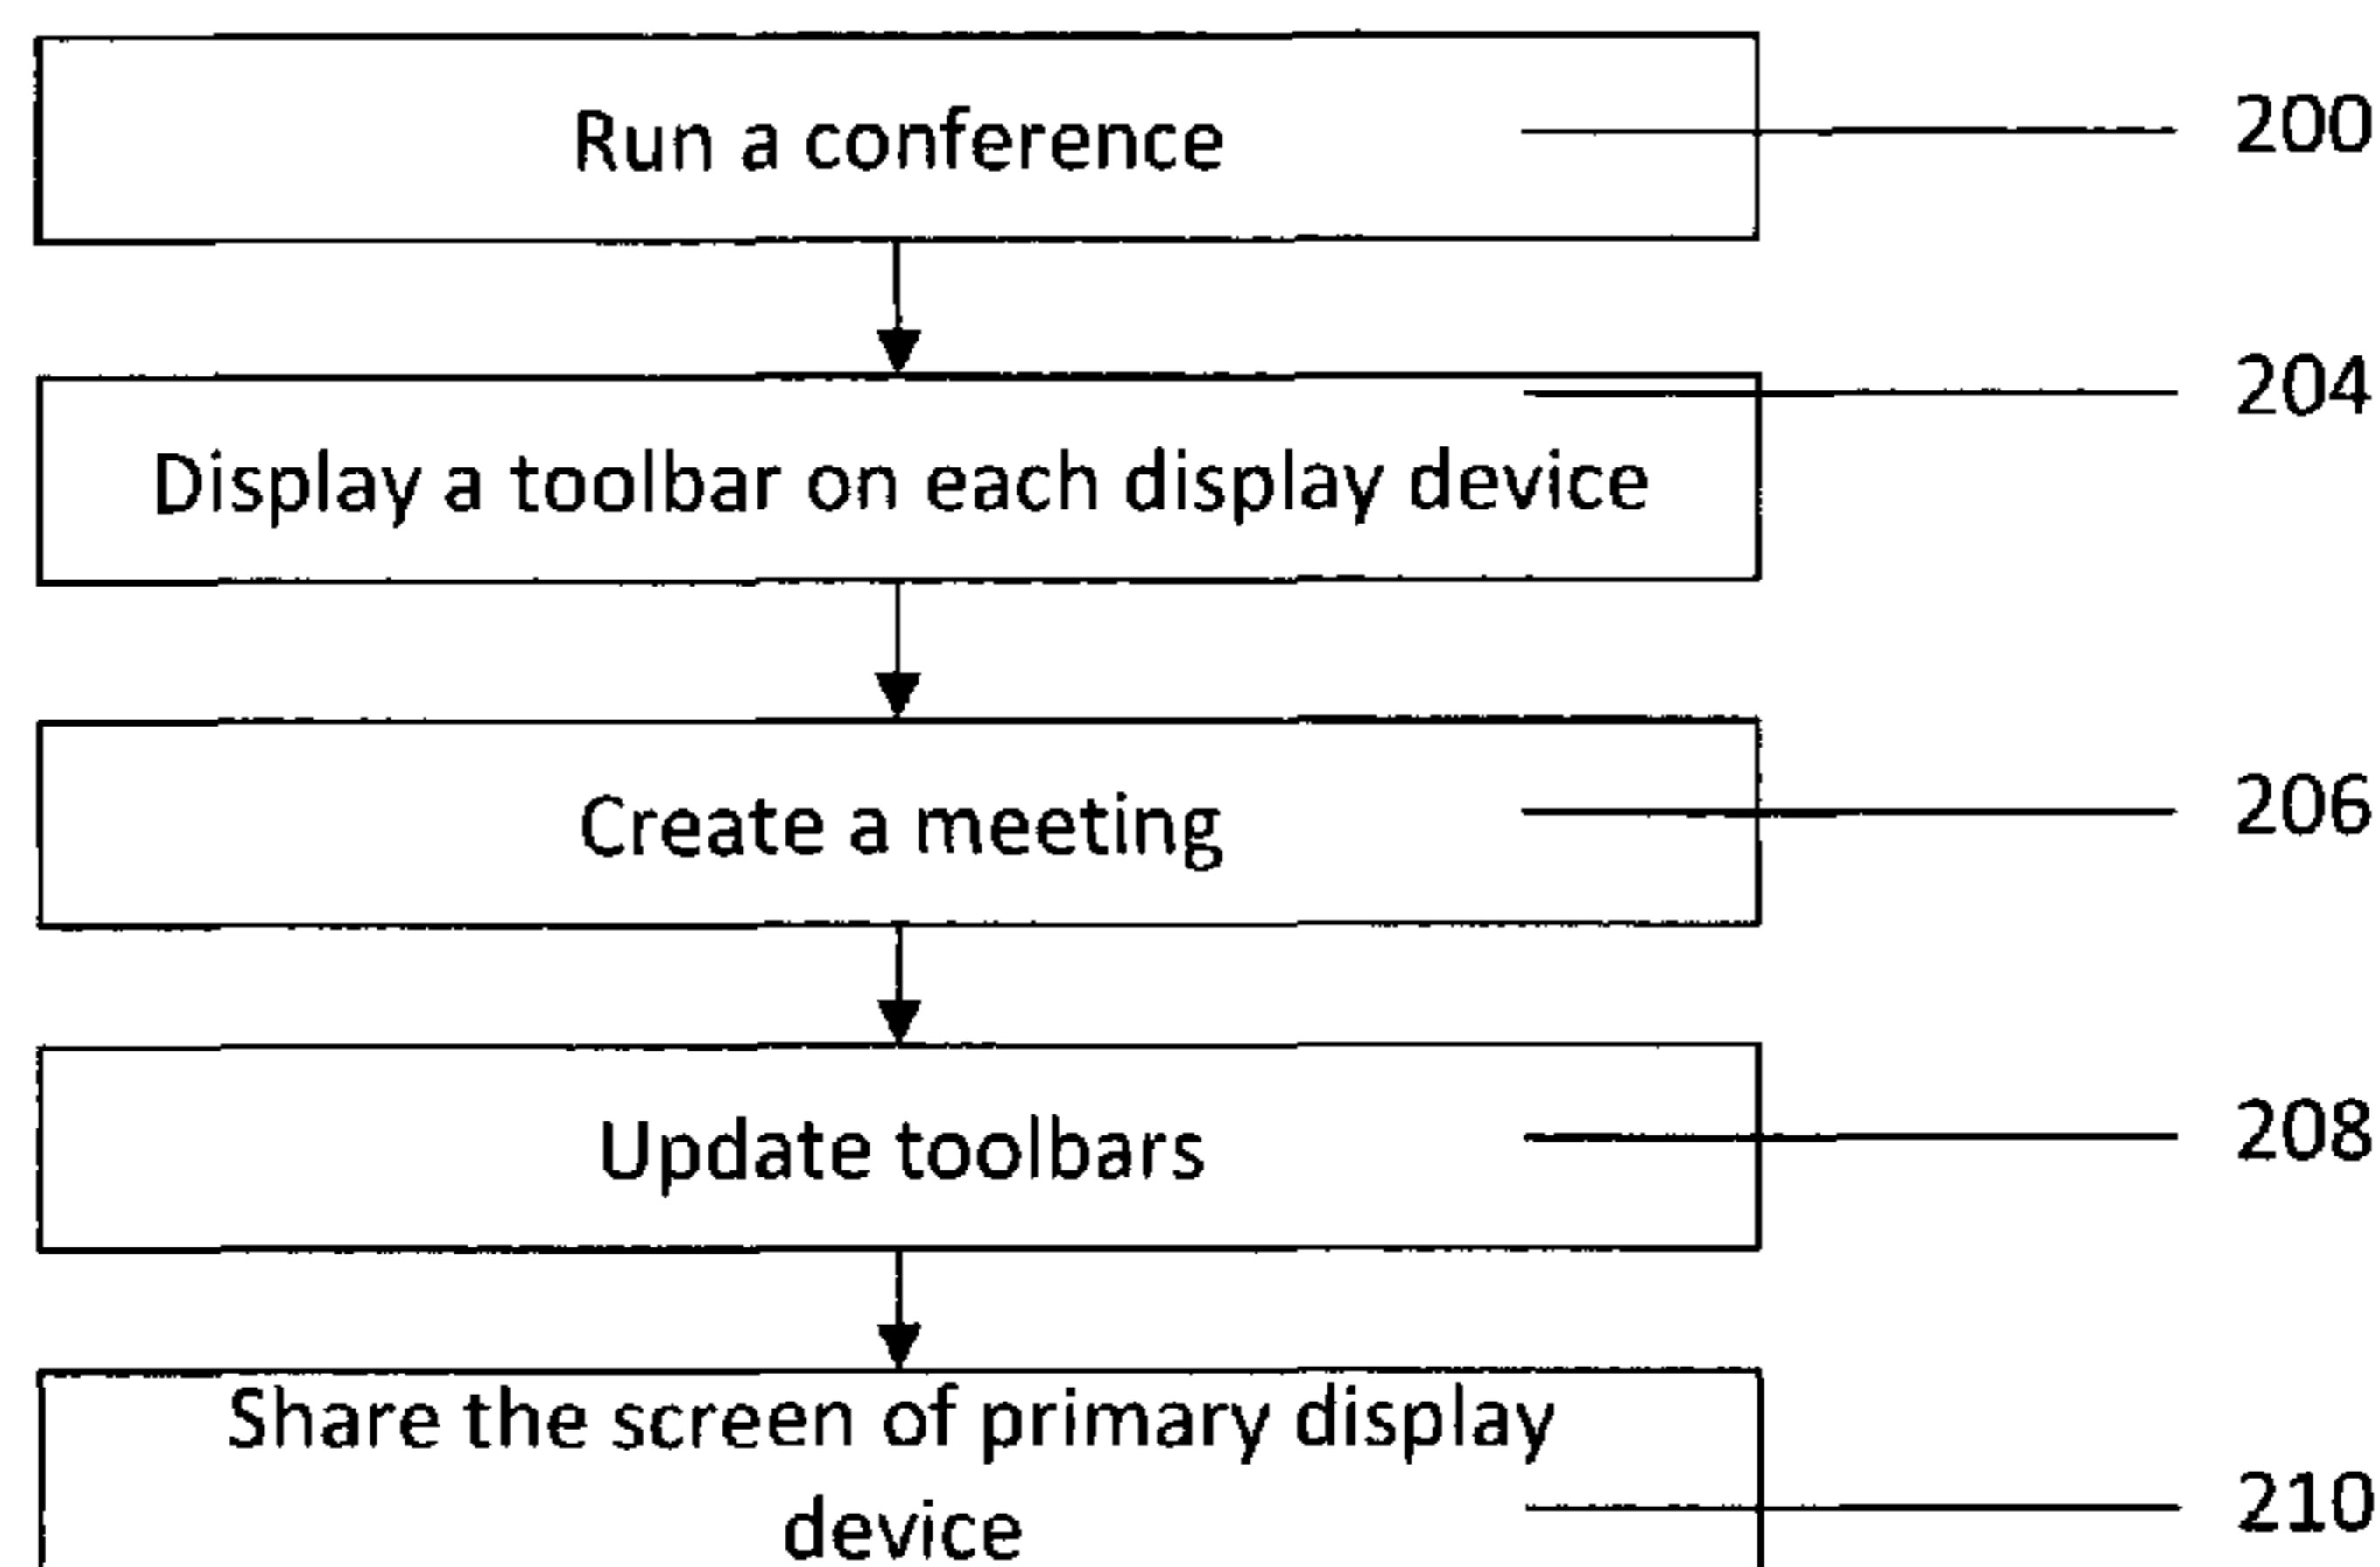 Run a conference
200
204
Display a toolbar on each display device
Create a meeting
206
Update toolbars
208
Share the screen of primary display
device
210